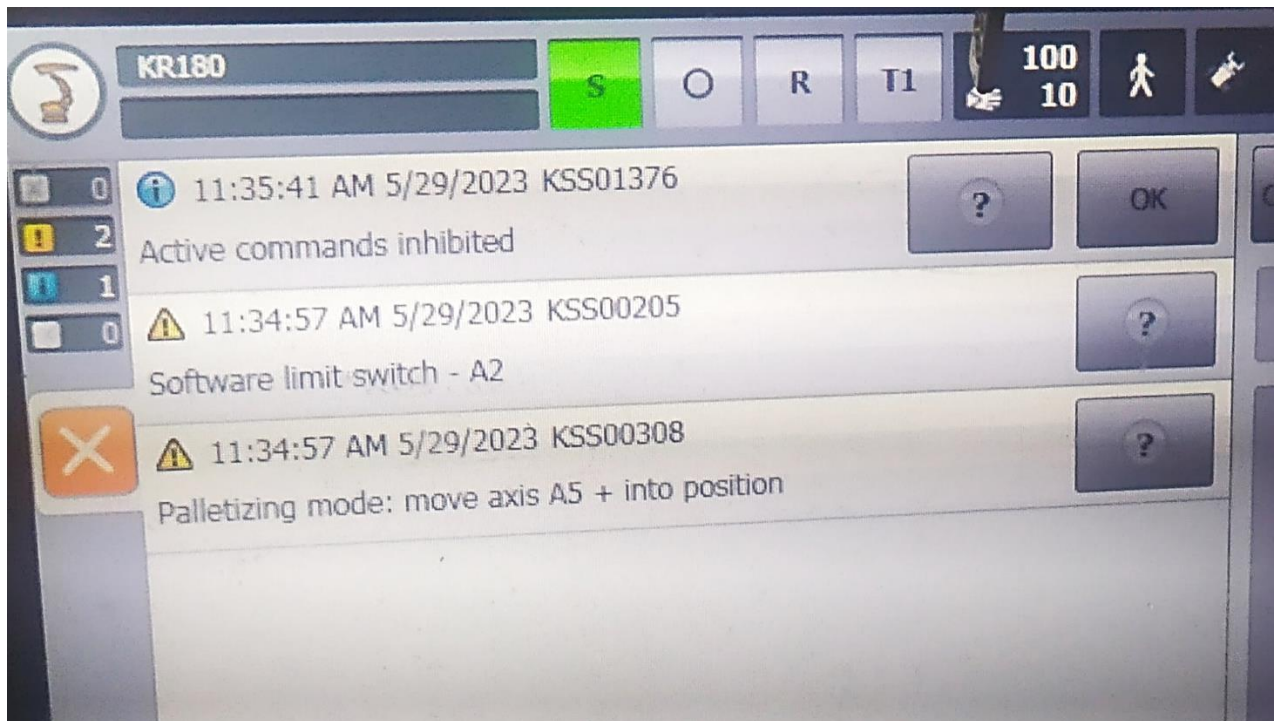 KR180
S O R T1 100
10
0
2
1
0
11:35:41 AM 5/29/2023 KSS01376
Active commands inhibited
? OK
11:34:57 AM 5/29/2023 KSS00205
Software limit switch - A2
?
11:34:57 AM 5/29/2023 KSS00308
Palletizing mode: move axis A5 + into position
?